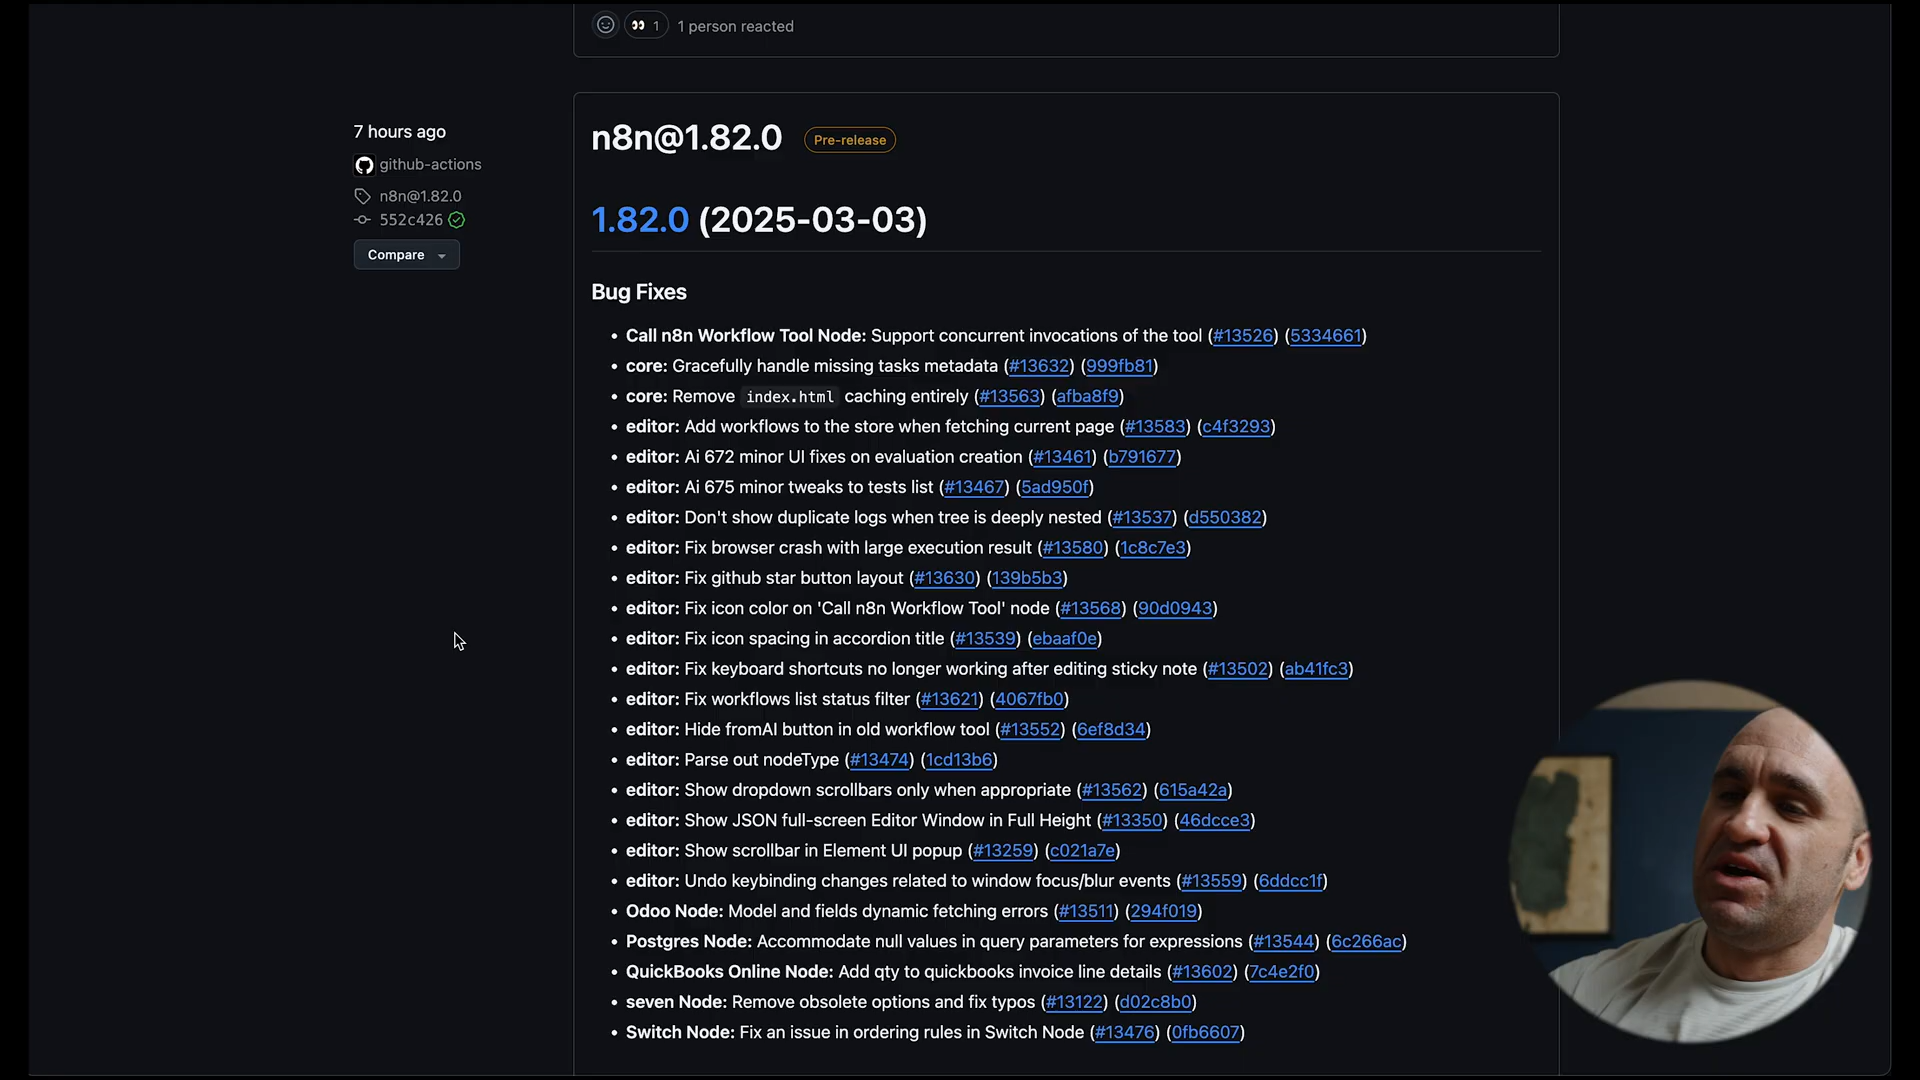 1 1 person reacted
7 hours ago
github-actions
n8n@1.82.0
552c426
Compare
n8n@1.82.0 Pre-release
1.82.0 (2025-03-03)
Bug Fixes
• Call n8n Workflow Tool Node: Support concurrent invocations of the tool (#13526) (5334661)
• core: Gracefully handle missing tasks metadata (#13632) (999fb81)
• core: Remove index.html caching entirely (#13563) (afba8f9)
• editor: Add workflows to the store when fetching current page (#13583) (c4f3293)
• editor: Ai 672 minor UI fixes on evaluation creation (#13461) (b791677)
• editor: Ai 675 minor tweaks to tests list (#13467) (5ad950f)
• editor: Don't show duplicate logs when tree is deeply nested (#13537) (d550382)
• editor: Fix browser crash with large execution result (#13580) (1c8c7e3)
• editor: Fix github star button layout (#13630) (139b5b3)
• editor: Fix icon color on 'Call n8n Workflow Tool' node (#13568) (90d0943)
• editor: Fix icon spacing in accordion title (#13539) (ebaaf0e)
• editor: Fix keyboard shortcuts no longer working after editing sticky note (#13502) (ab41fc3)
• editor: Fix workflows list status filter (#13621) (4067fb0)
• editor: Hide fromAI button in old workflow tool (#13552) (6ef8d34)
• editor: Parse out nodeType (#13474) (1cd13b6)
• editor: Show dropdown scrollbars only when appropriate (#13562) (615a42a)
• editor: Show JSON full-screen Editor Window in Full Height (#13350) (46dcce3)
• editor: Show scrollbar in Element UI popup (#13259) (c021a7e)
• editor: Undo keybinding changes related to window focus/blur events (#13559) (6ddcc1f)
• Odoo Node: Model and fields dynamic fetching errors (#13511) (294f019)
• Postgres Node: Accommodate null values in query parameters for expressions (#13544) (6c266ac)
• QuickBooks Online Node: Add qty to quickbooks invoice line details (#13602) (7c4e2f0)
• seven Node: Remove obsolete options and fix typos (#13122) (d02c8b0)
• Switch Node: Fix an issue in ordering rules in Switch Node (#13476) (0fb6607)